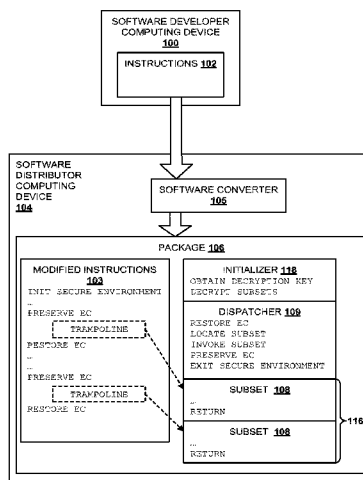 SOFTWARE DEVELOPER
COMPUTING DEVICE
100
INSTRUCTIONS 102
SOFTWARE
DISTRIBUTOR
COMPUTING
DEVICE
104
SOFTWARE CONVERTER
105
PACKAGE 106
MODIFIED INSTRUCTIONS
103
INIT SECURE ENVIRONMENT
…
PRESERVE EC
TRAMPOLINE
RESTORE EC
…
…
PRESERVE EC
TRAMPOLINE
RESTORE EC
INITIALIZER 118
OBTAIN DECRYPTION KEY
DECRYPT SUBSETS
DISPATCHER 109
RESTORE EC
LOCATE SUBSET
INVOKE SUBSET
PRESERVE EC
EXIT SECURE ENVIRONMENT
SUBSET 108
…
RETURN
SUBSET 108
…
RETURN
116